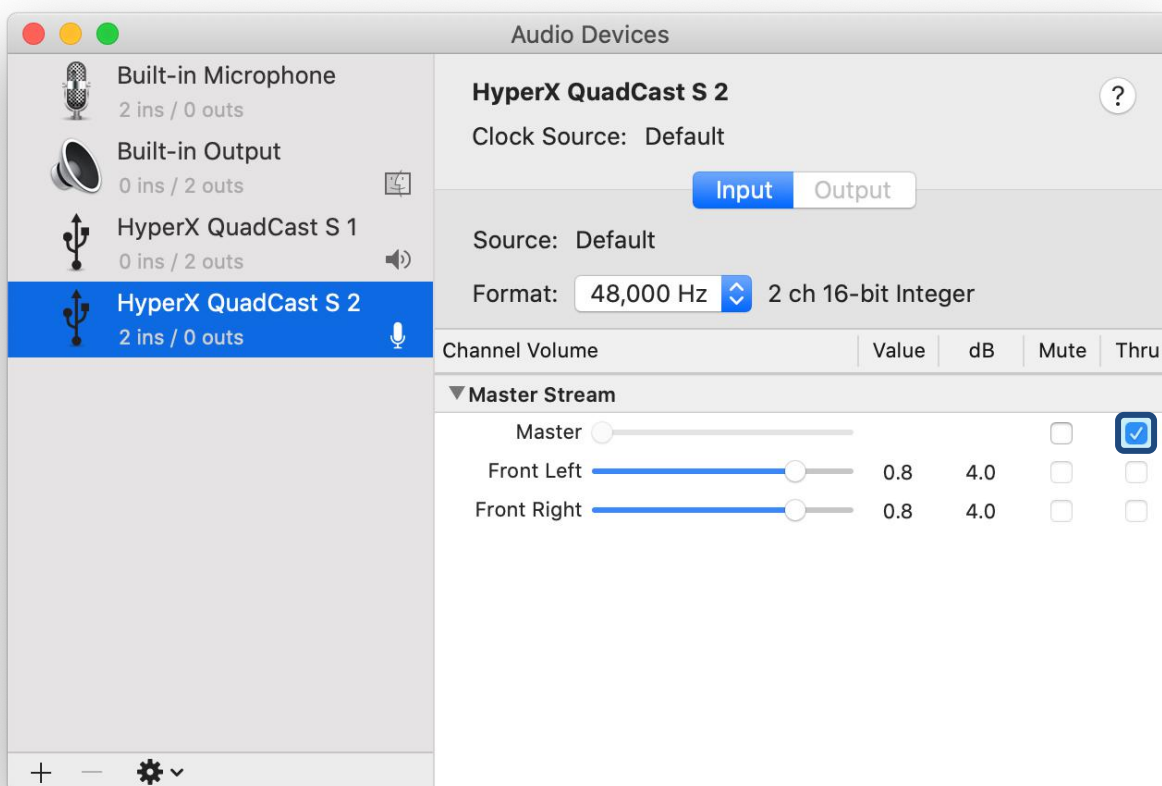 Audio Devices
Built-in Microphone
2 ins / 0 outs
Built-in Output
0 ins / 2 outs
HyperX QuadCast S 1
0 ins / 2 outs
HyperX QuadCast S 2
2 ins / 0 outs
HyperX QuadCast S 2
?
Clock Source: Default
Input Output
Source: Default
Format: 48,000 Hz 2 ch 16-bit Integer
Channel Volume Value dB Mute Thru
Master Stream
Master
Front Left 0.8 4.0
Front Right 0.8 4.0